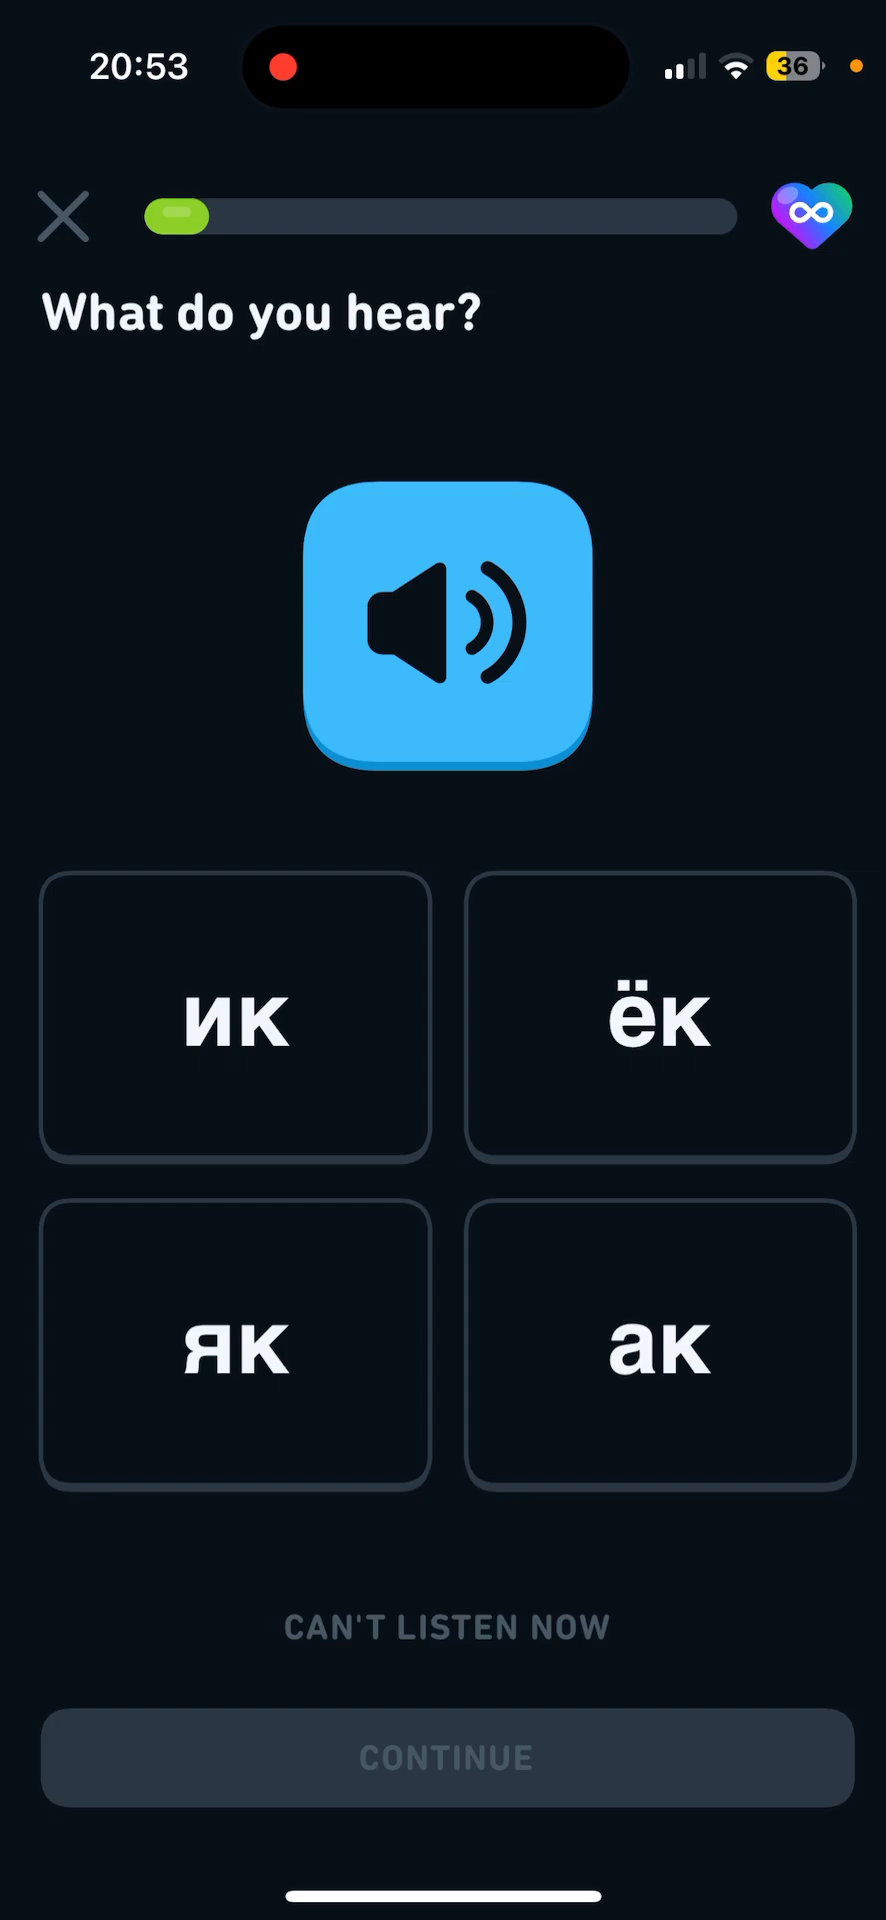 20:53
36
What do you hear?
ик
ёк
як
ак
CAN'T LISTEN NOW
CONTINUE